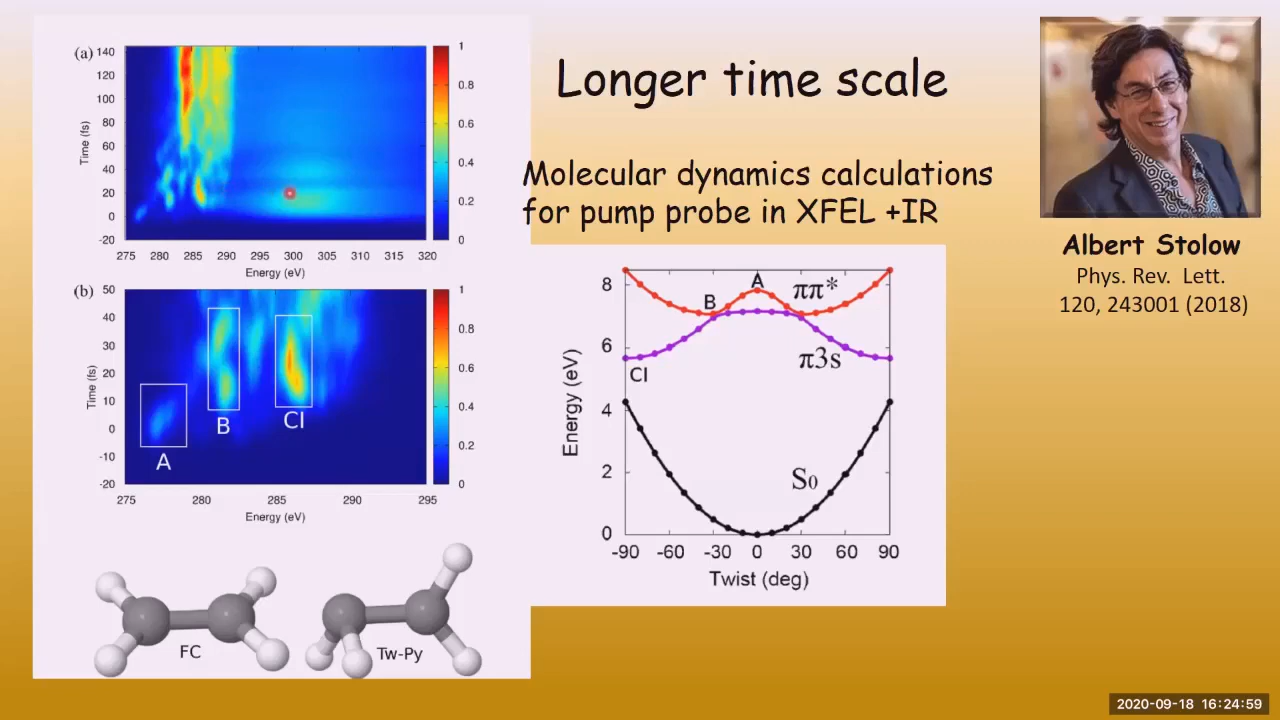 Longer time scale
Molecular dynamics calculations
for pump probe in XFEL +IR
Albert Stolow
Phys. Rev. Lett.
120, 243001 (2018)
(a)
140
120
100
80
60
40
20
0
-20
Time (fs)
275 280 285 290 295 300 305 310 315 320
Energy (eV)
1
0.8
0.6
0.4
0.2
0
(b)
50
40
30
20
10
0
-10
-20
Time (fs)
A
B
CI
275 280 285 290 295
Energy (eV)
1
0.8
0.6
0.4
0.2
0
FC
Tw-Py
8
6
4
2
0
Energy (eV)
A
B
ππ*
π3s
CI
S₀
-90 -60 -30 0 30 60 90
Twist (deg)
2020-09-18 16:24:59